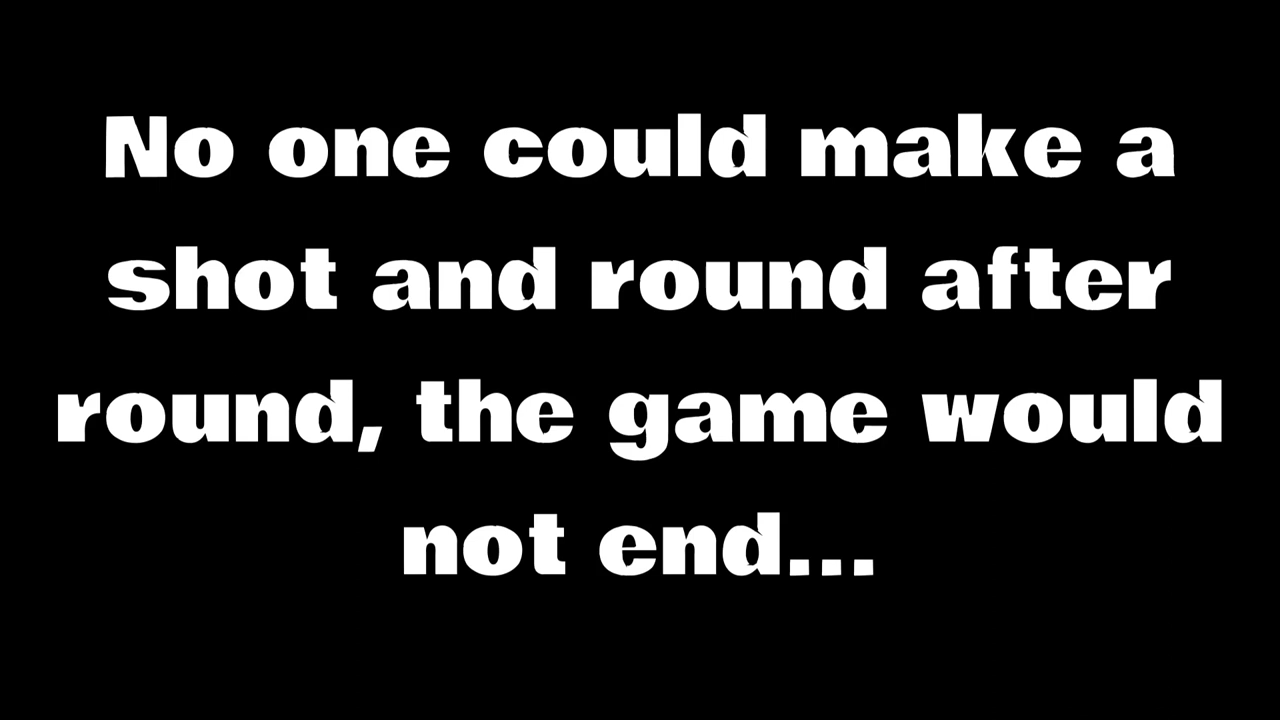 No one could make a
shot and round after
round, the game would
not end...